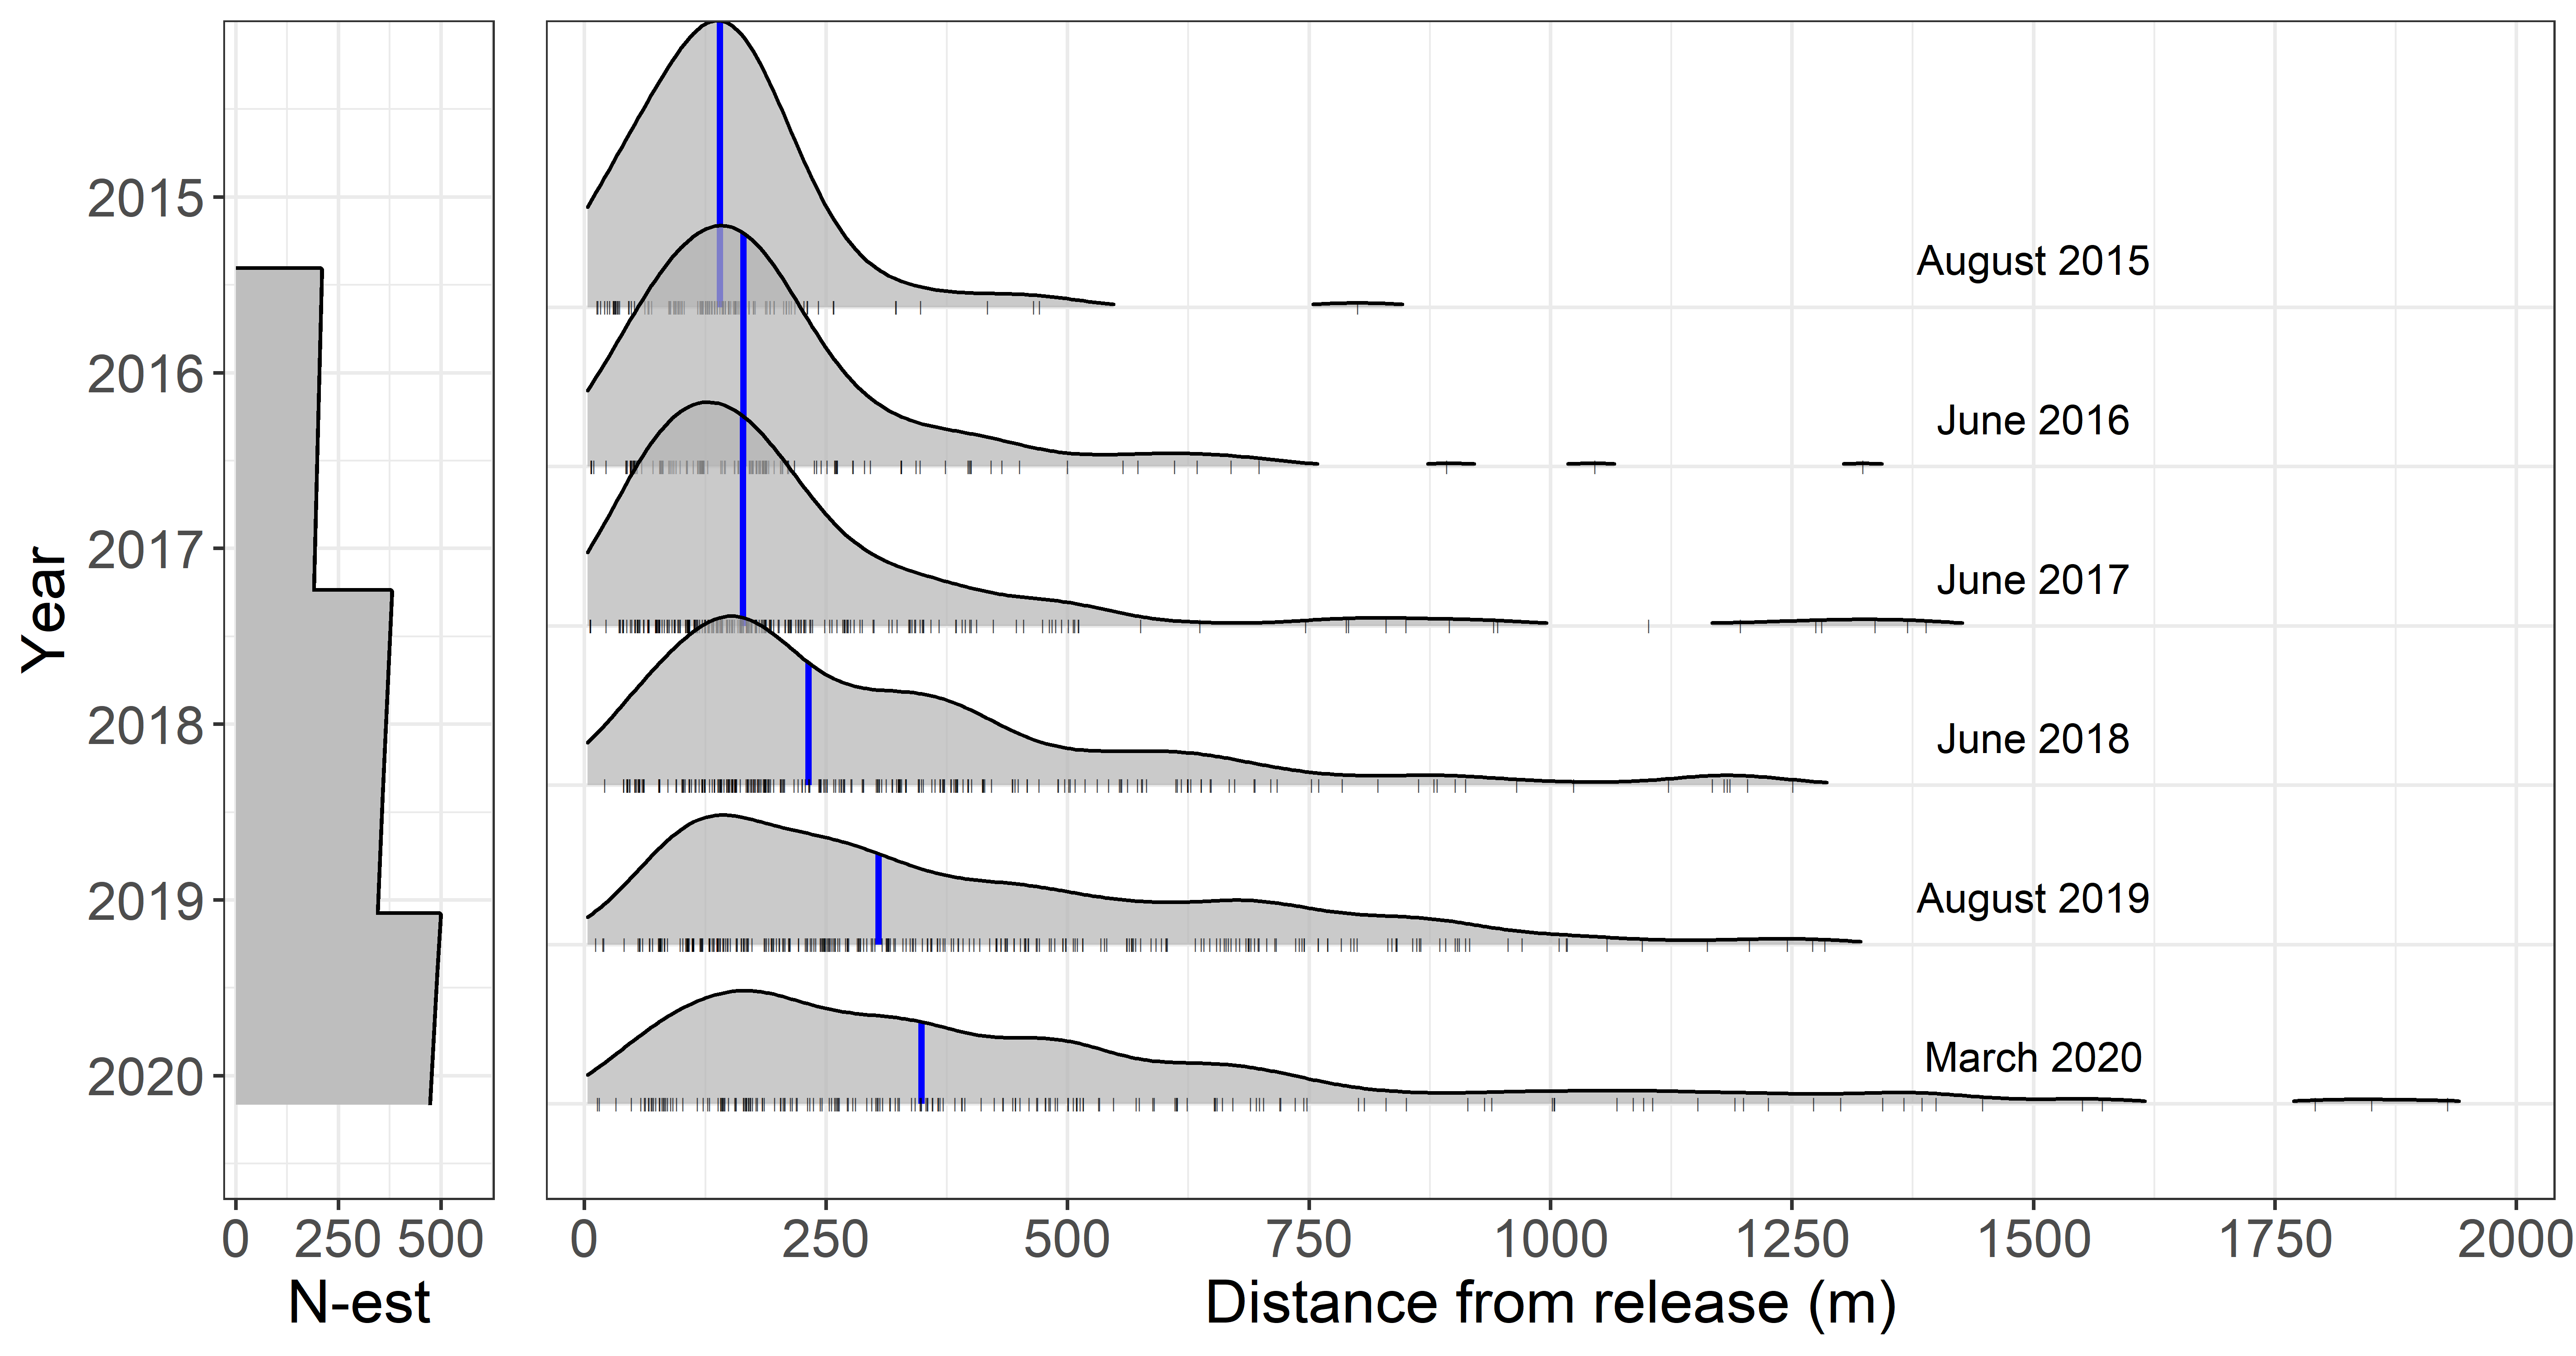 Year
2015
2016
2017
2018
2019
2020
0 250 500
N-est
August 2015
June 2016
June 2017
June 2018
August 2019
March 2020
0 250 500 750 1000 1250 1500 1750 2000
Distance from release (m)